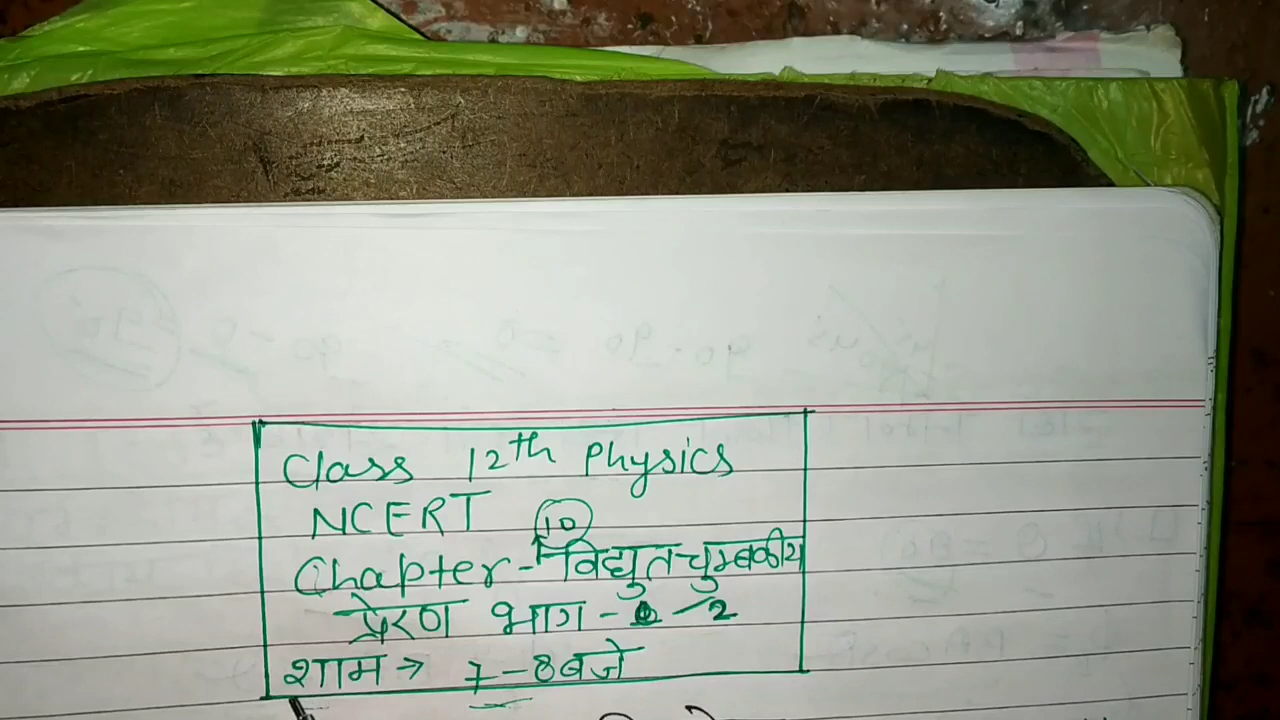 Class 12th Physics
NCERT
10
Chapter - विद्युत चुम्बकीय
प्रेरण भाग - 2
शाम → 7-8 बजे